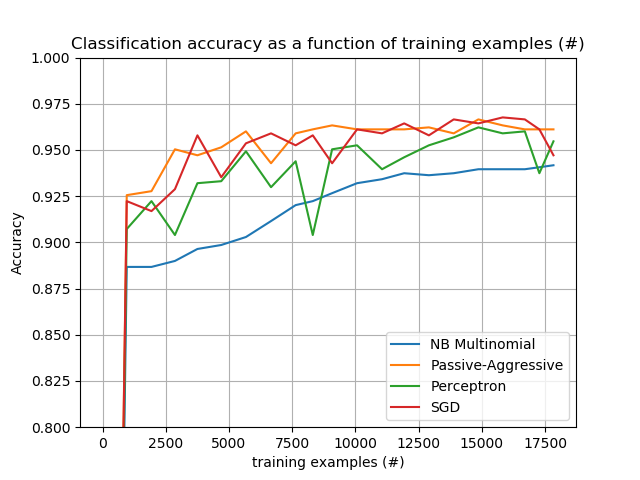 Classification accuracy as a function of training examples (#)
1.000
0.975
0.950
0.925
0.900
0.875
0.850
0.825
0.800
Accuracy
NB Multinomial
Passive-Aggressive
Perceptron
SGD
0 2500 5000 7500 10000 12500 15000 17500
training examples (#)